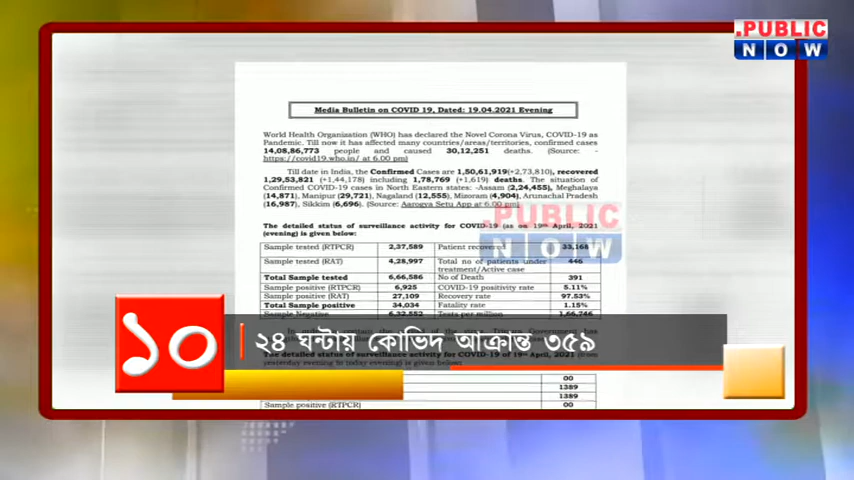 .PUBLIC
NOW
Media Bulletin on COVID 19, Dated: 19.04.2021 Evening
World Health Organization (WHO) has declared the Novel Corona Virus, COVID-19 as
Pandemic. Till now it has affected many countries/areas/territories, confirmed cases
14,08,86,773 people and caused 30,12,251 deaths. (Source: -
https://covid19.who.in/ at 6.00 pm)
Till date in India, the Confirmed Cases are 1,50,61,919(+2,73,810), recovered
1,29,53,821 (+1,44,178) including 1,78,769 (+1,619) deaths. The situation of
Confirmed COVID-19 cases in North Eastern states: -Assam (2,24,455), Meghalaya
(14,871), Manipur (29,721), Nagaland (12,555), Mizoram (4,904), Arunachal Pradesh
(16,987), Sikkim (6,696). (Source: Aarogya Setu App at 6.00 pm)
.PUBLIC
NOW
The detailed status of surveillance activity for COVID-19 (as on 19th April, 2021
(evening) is given below:
Sample tested (RTPCR) 2,37,589 Patient recovered 33,168
Sample tested (RAT) 4,28,997 Total no of patients under treatment/Active case 446
Total Sample tested 6,66,586 No of Death 391
Sample positive (RTPCR) 6,925 COVID-19 positivity rate 5.11%
Sample positive (RAT) 27,109 Recovery rate 97.53%
Total Sample positive 34,034 Fatality rate 1.15%
Sample Negative 6,32,552 Tests per million 1,66,746
১০
২৪ ঘন্টায় কোভিদ আক্রান্ত ৩৫৯
The detailed status of surveillance activity for COVID-19 of 19th April, 2021 (from
yesterday evening to today evening) is given below:
00
1389
1389
Sample positive (RTPCR) 00